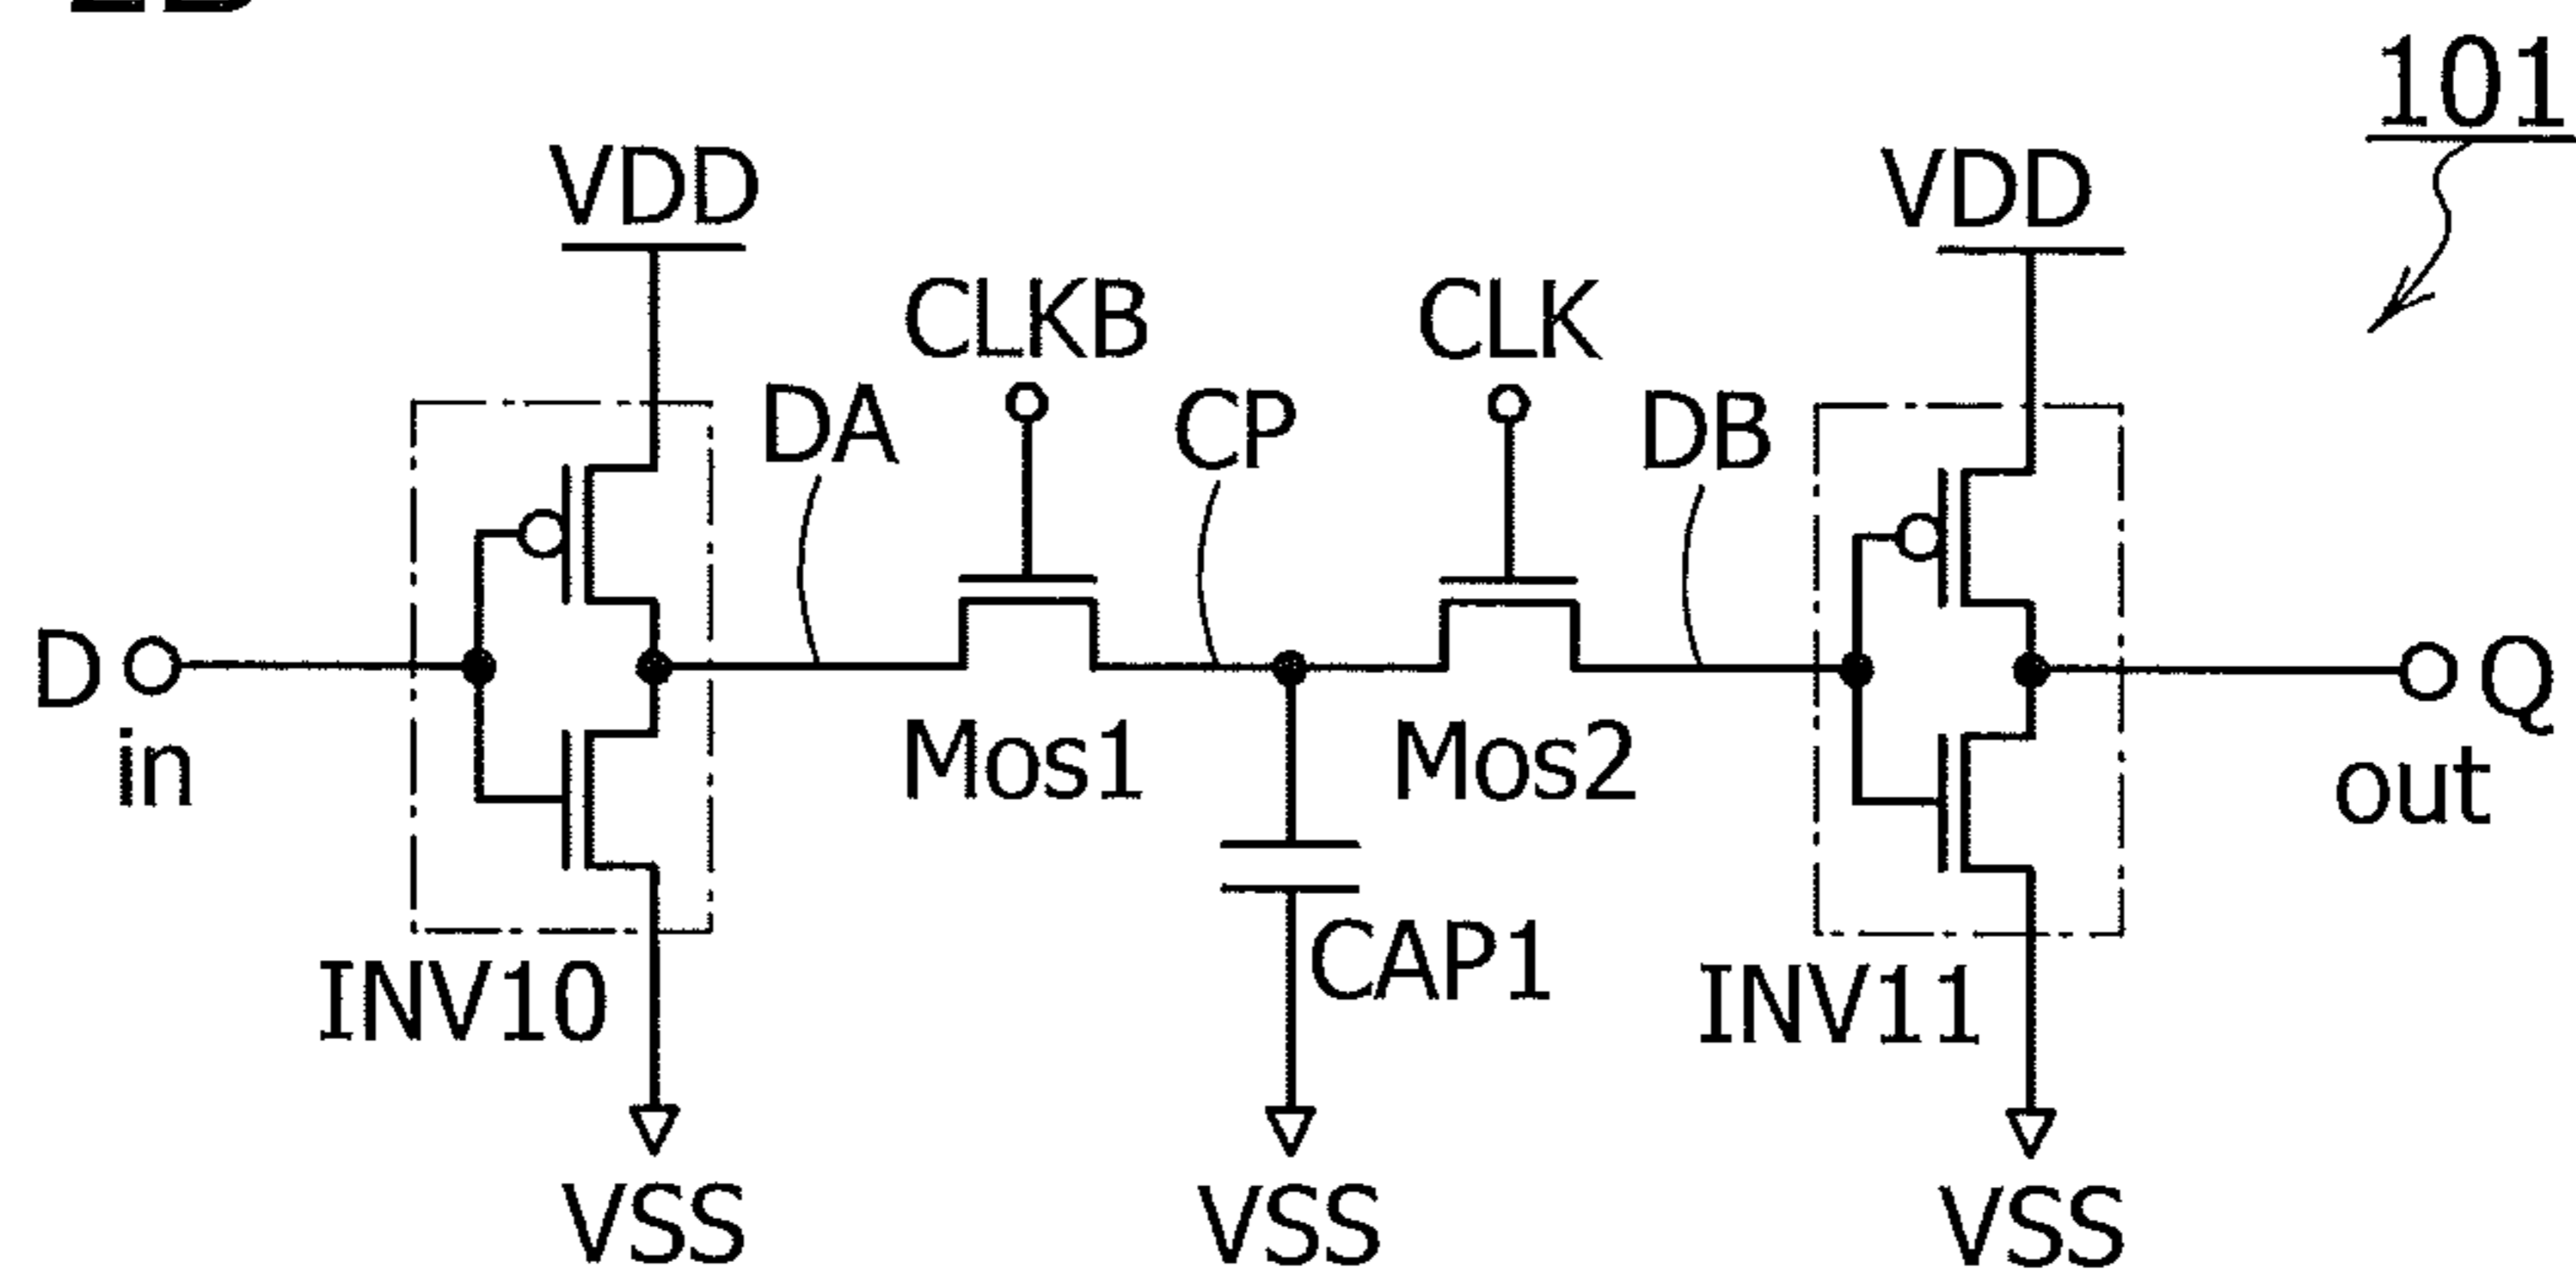 101
VDD
VDD
CLKB
CLK
DA
CP
DB
D
in
Mos1
Mos2
Q
out
CAP1
INV10
INV11
VSS
VSS
VSS